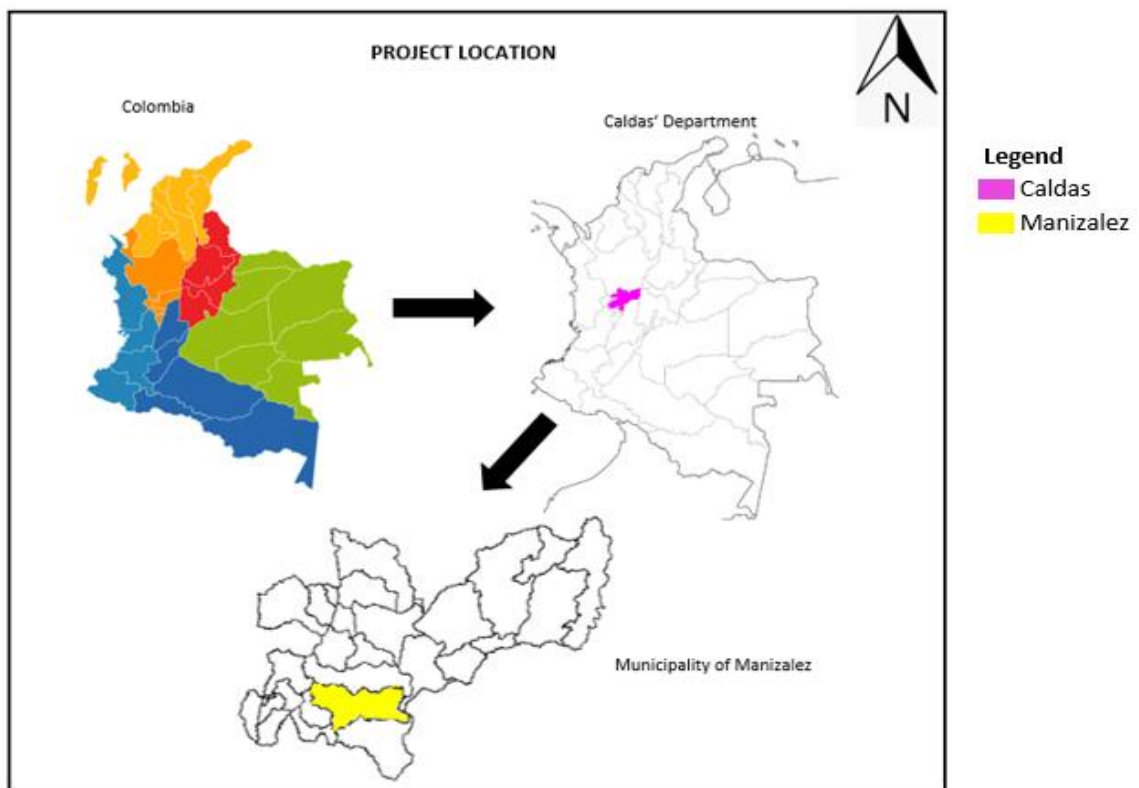 PROJECT LOCATION
N
Colombia
Caldas' Department
Legend
Caldas
Manizalez
Municipality of Manizalez